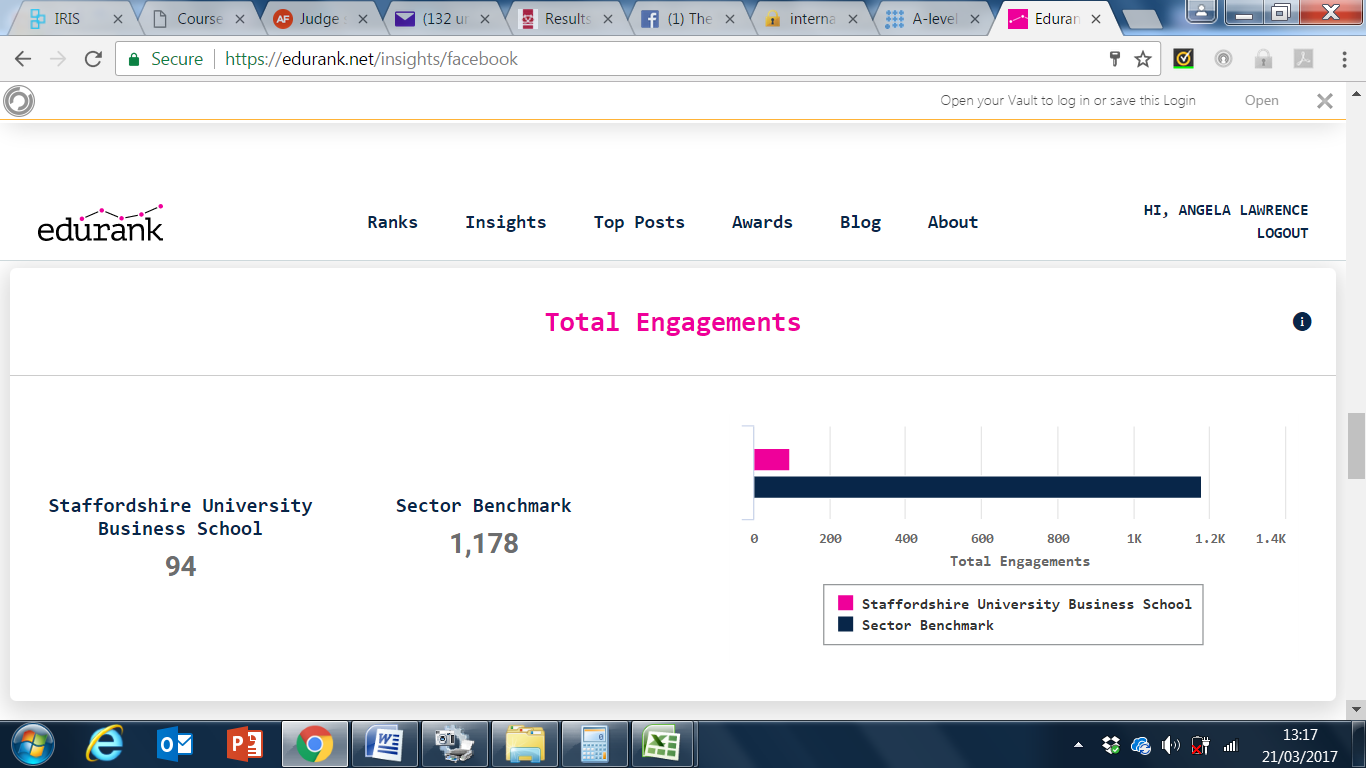 IRIS
Course
Judge
(132 u
Results
(1) The
interna
A-level
Eduran
Secure
https://edurank.net/insights/facebook
Open your Vault to log in or save this Login
Open
edurank
Ranks
Insights
Top Posts
Awards
Blog
About
HI, ANGELA LAWRENCE
LOGOUT
Total Engagements
Staffordshire University
Business School
94
Sector Benchmark
1,178
0 200 400 600 800 1K 1.2K 1.4K
Total Engagements
Staffordshire University Business School
Sector Benchmark
13:17
21/03/2017